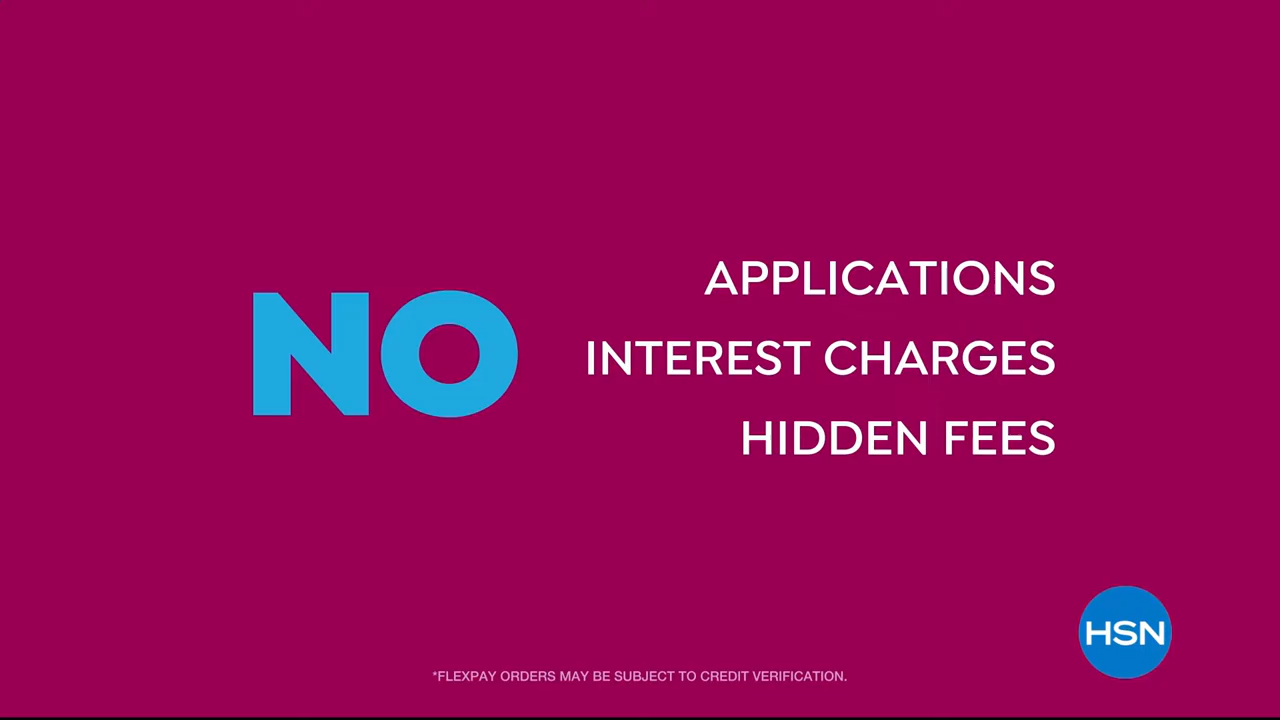 NO
APPLICATIONS
INTEREST CHARGES
HIDDEN FEES
HSN
*FLEXPAY ORDERS MAY BE SUBJECT TO CREDIT VERIFICATION.